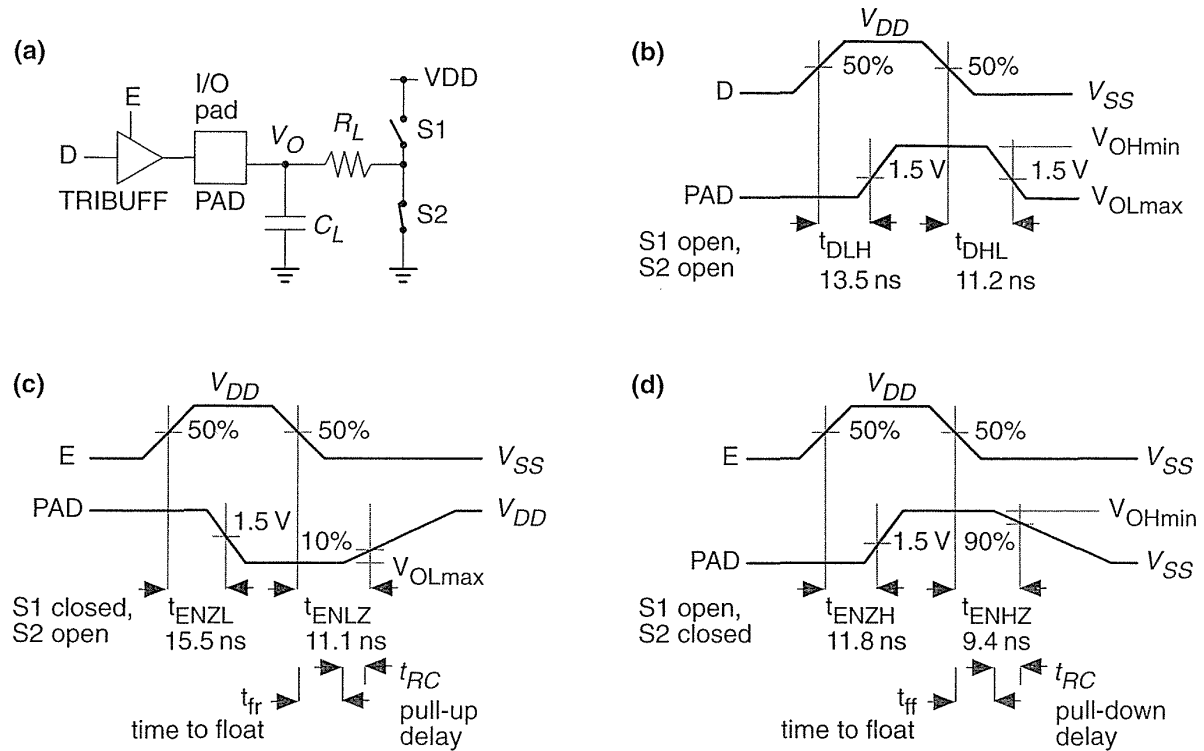 (a)
VDD
E
I/O
pad
V_O
R_L
S1
D
TRIBUFF
PAD
C_L
S2
(b)
V_DD
50%
50%
D
V_SS
V_OHmin
1.5 V
1.5 V
PAD
V_OLmax
S1 open,
S2 open
t_DLH
13.5 ns
t_DHL
11.2 ns
(c)
V_DD
50%
50%
E
V_SS
PAD
V_DD
1.5 V
10%
V_OLmax
S1 closed,
S2 open
t_ENZL
15.5 ns
t_ENLZ
11.1 ns
t_RC
t_fr
time to float
pull-up
delay
(d)
V_DD
50%
50%
E
V_SS
V_OHmin
1.5 V
90%
PAD
V_SS
S1 open,
S2 closed
t_ENZH
11.8 ns
t_ENHZ
9.4 ns
t_RC
t_ff
time to float
pull-down
delay